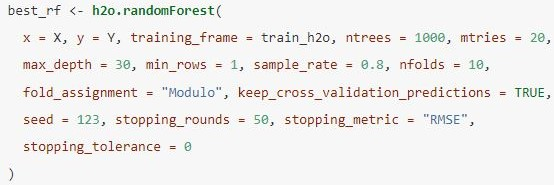 best_rf <- h2o.randomForest(
x = X, y = Y, training_frame = train_h2o, ntrees = 1000, mtries = 20,
max_depth = 30, min_rows = 1, sample_rate = 0.8, nfolds = 10,
fold_assignment = "Modulo", keep_cross_validation_predictions = TRUE,
seed = 123, stopping_rounds = 50, stopping_metric = "RMSE",
stopping_tolerance = 0
)